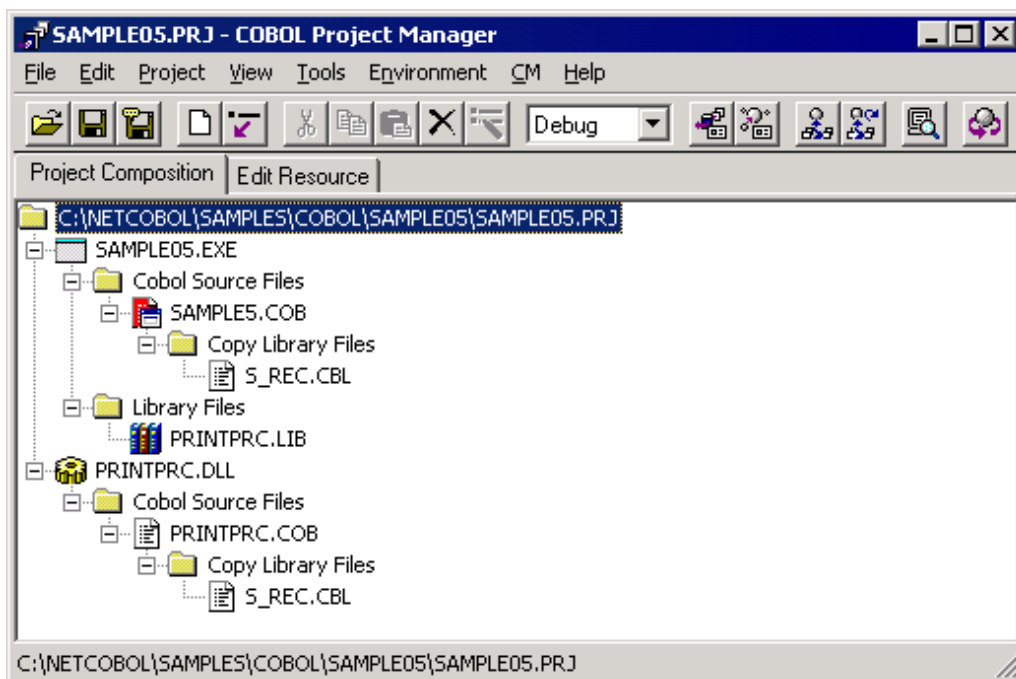 SAMPLE05.PRJ - COBOL Project Manager
File Edit Project View Tools Environment CM Help
Debug
Project Composition Edit Resource
C:\NETCOBOL\SAMPLES\COBOL\SAMPLE05\SAMPLE05.PRJ
SAMPLE05.EXE
Cobol Source Files
SAMPLE5.COB
Copy Library Files
S_REC.CBL
Library Files
PRINTPRC.LIB
PRINTPRC.DLL
Cobol Source Files
PRINTPRC.COB
Copy Library Files
S_REC.CBL
C:\NETCOBOL\SAMPLES\COBOL\SAMPLE05\SAMPLE05.PRJ